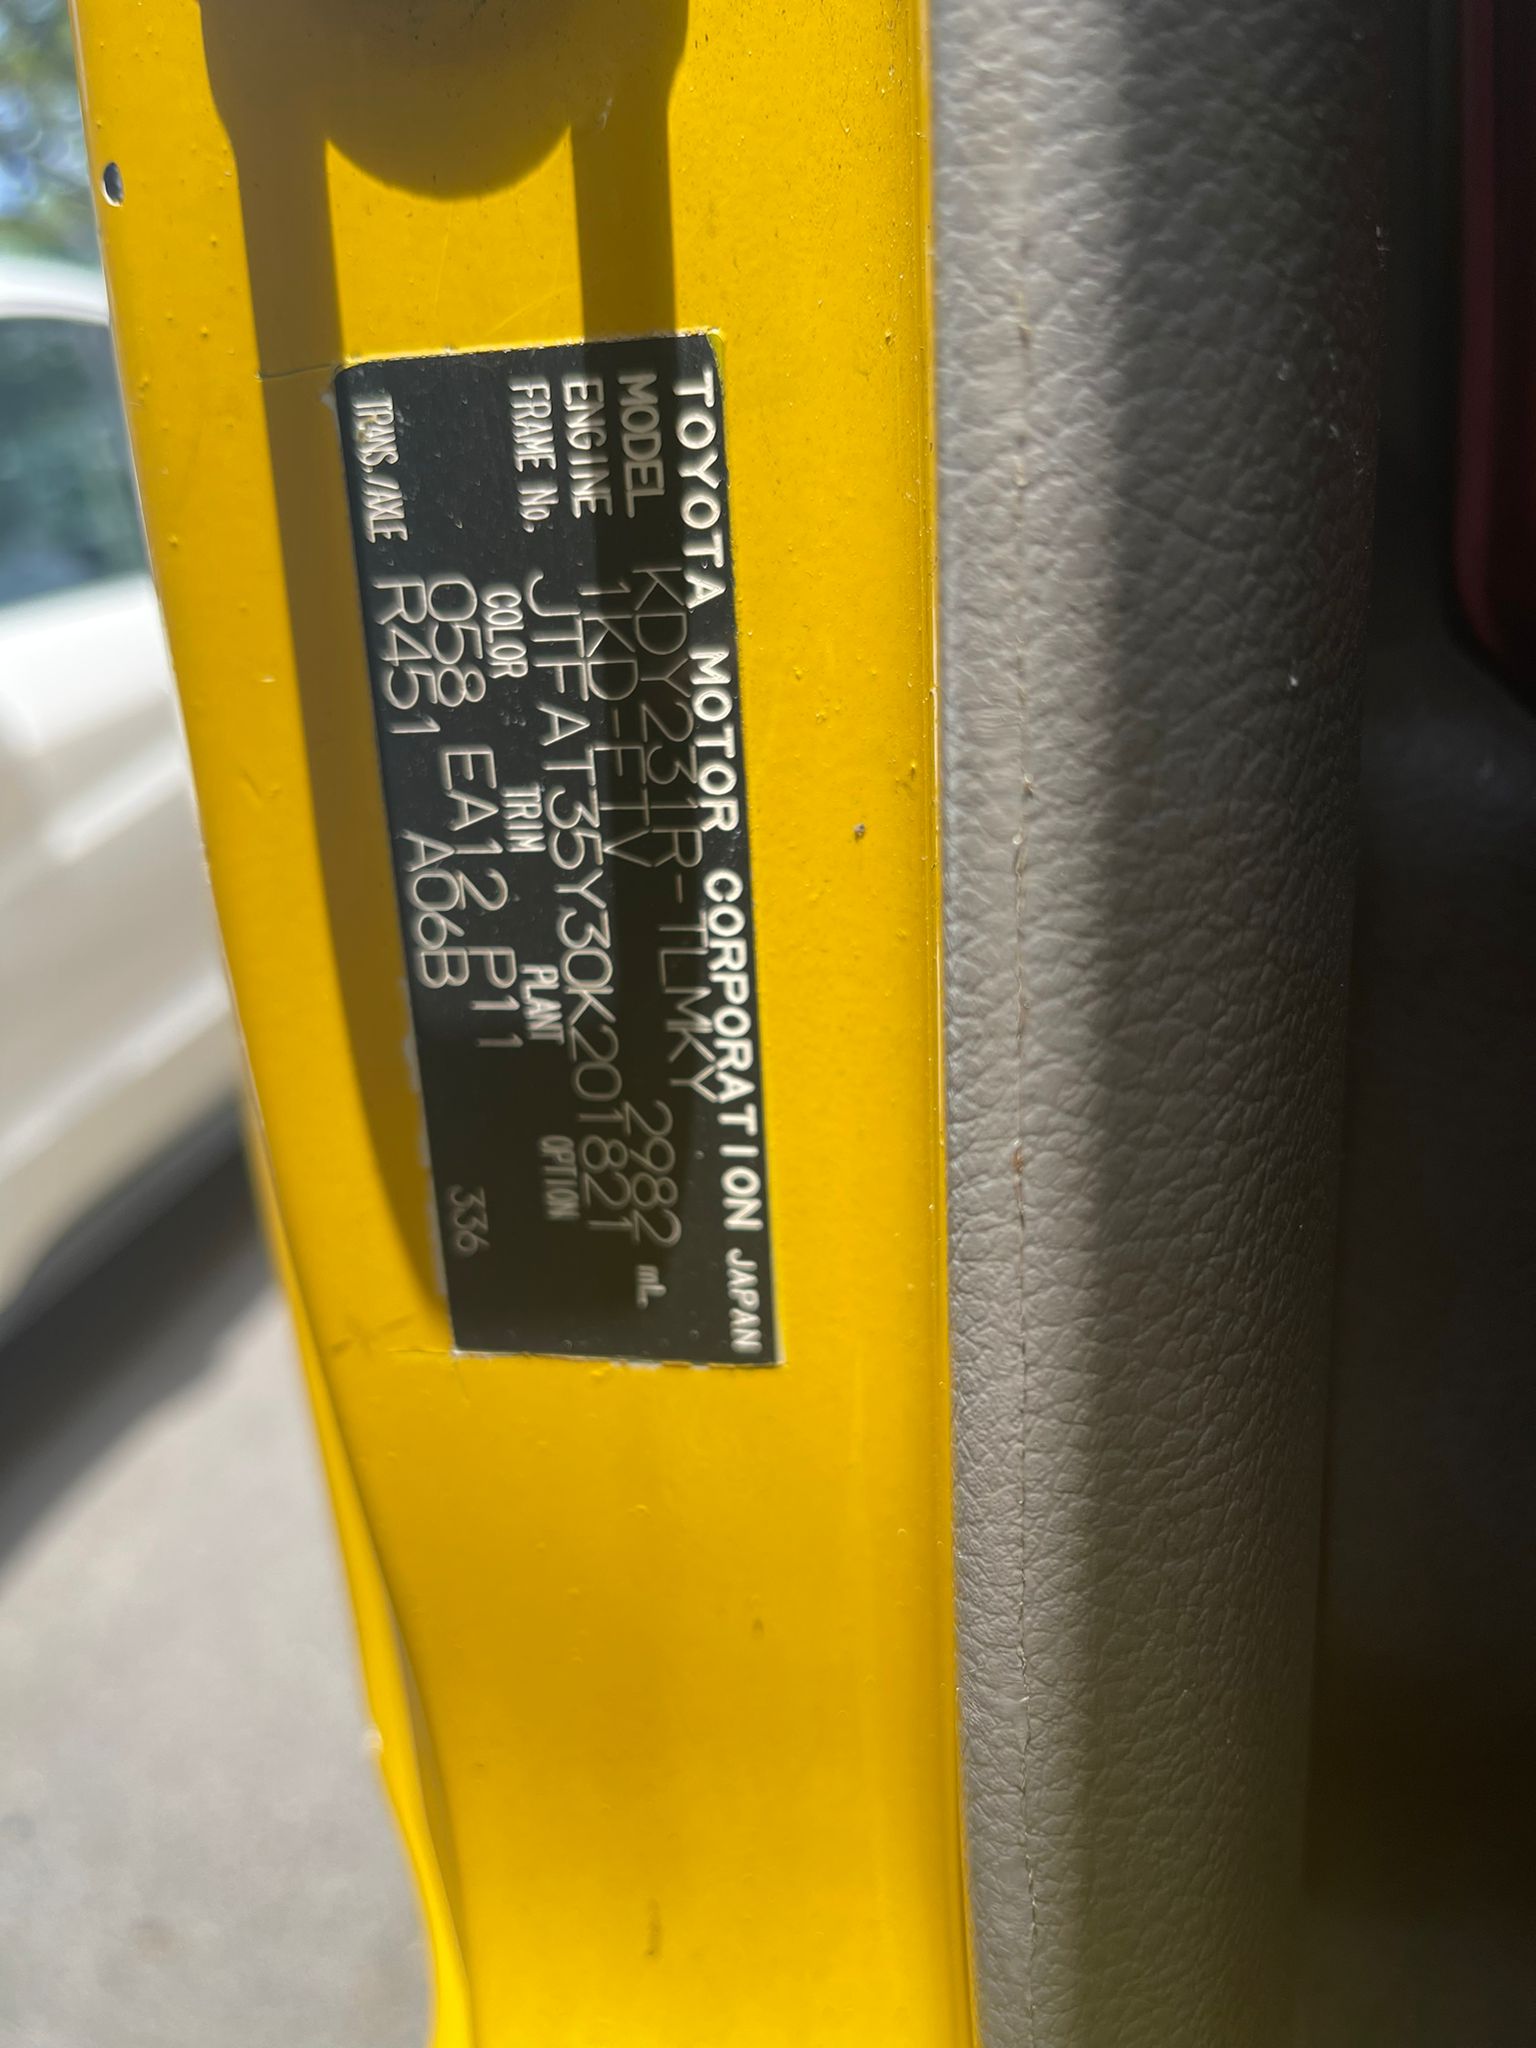 TOYOTA MOTOR CORPORATION JAPAN
MODEL KDY231R-TLMKY
ENGINE 1KD-FTV 2982 mL.
FRAME No. JTFAT35Y30K201821
COLOR TRIM PLANT OPTION
058 EA12 P11
TRANS./AXLE R451 A06B 336